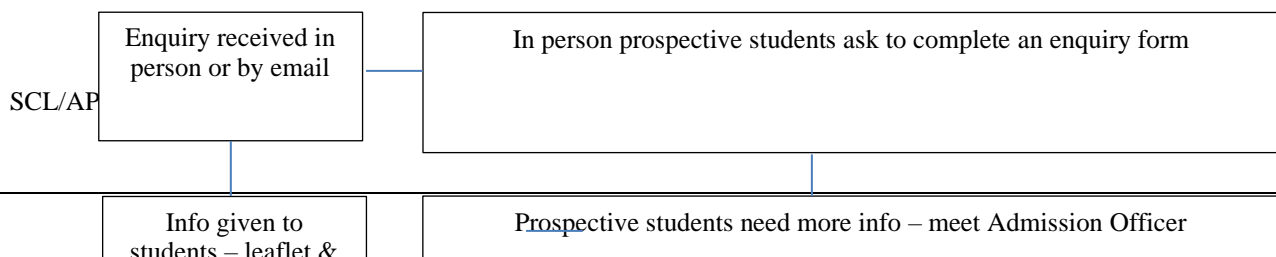 Enquiry received in
person or by email
In person prospective students ask to complete an enquiry form
SCL/AP
Info given to
students – leaflet &
Prospective students need more info – meet Admission Officer